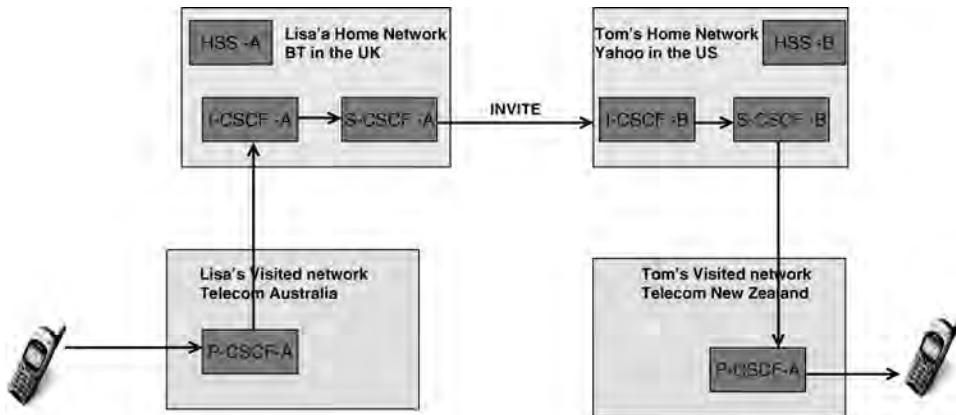 HSS -A
Lisa'a Home Network
BT in the UK
I-CSCF -A
S-CSCF -A
INVITE
Tom's Home Network
Yahoo in the US
HSS -B
I-CSCF -B
S-CSCF -B
Lisa's Visited network
Telecom Australia
P-CSCF-A
Tom's Visited network
Telecom New Zealand
P-CSCF-A